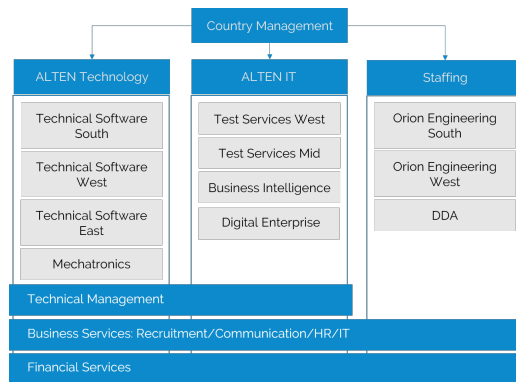 Country Management
ALTEN Technology
ALTEN IT
Staffing
Technical Software
South
Technical Software
West
Technical Software
East
Mechatronics
Test Services West
Test Services Mid
Business Intelligence
Digital Enterprise
Orion Engineering
South
Orion Engineering
West
DDA
Technical Management
Business Services: Recruitment/Communication/HR/IT
Financial Services